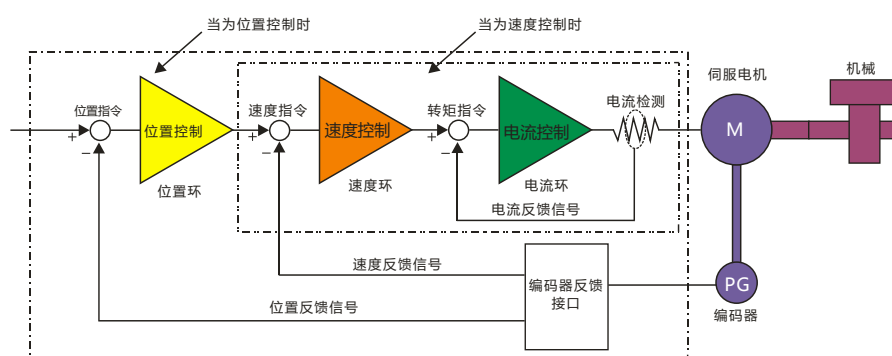 当为位置控制时
当为速度控制时
位置指令
速度指令
转矩指令
电流检测
伺服电机
机械
位置控制
速度控制
电流控制
M
+
−
+
−
+
−
位置环
速度环
电流环
电流反馈信号
速度反馈信号
位置反馈信号
编码器反馈
接口
PG
编码器